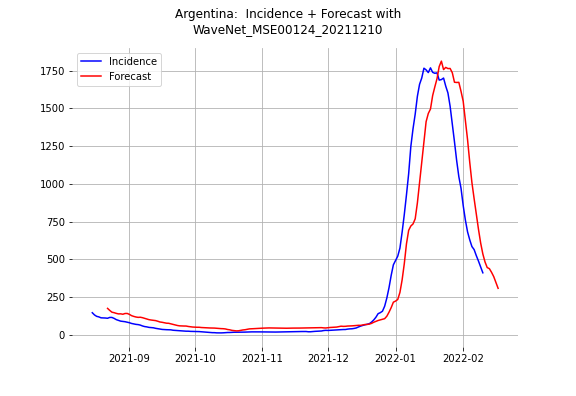 Argentina:  Incidence + Forecast with
WaveNet_MSE00124_20211210
Incidence
Forecast
1750
1500
1250
1000
750
500
250
0
2021-09 2021-10 2021-11 2021-12 2022-01 2022-02